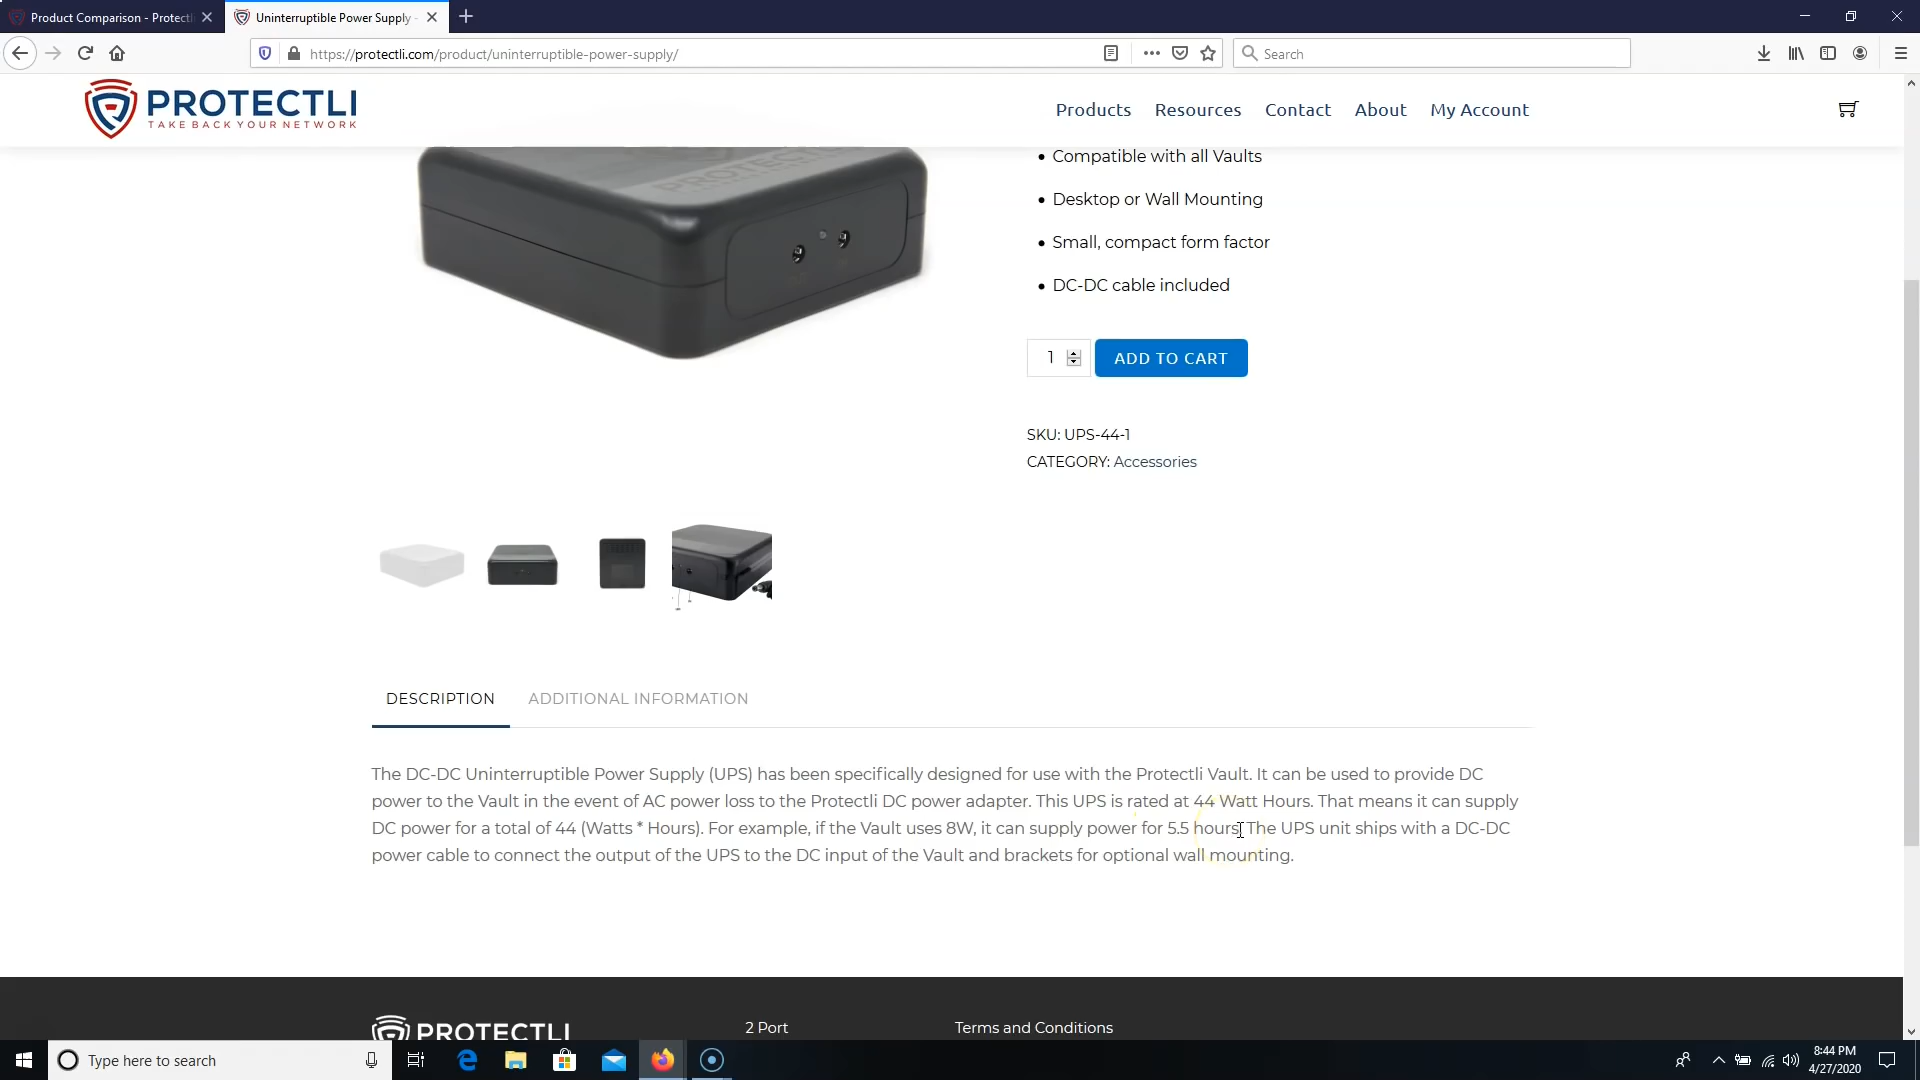 Product Comparison - Protectli
Uninterruptible Power Supply -
https://protectli.com/product/uninterruptible-power-supply/
Search
PROTECTLI
TAKE BACK YOUR NETWORK
Products
Resources
Contact
About
My Account
PROTECTLI
• Compatible with all Vaults
• Desktop or Wall Mounting
• Small, compact form factor
• DC-DC cable included
1
ADD TO CART
SKU: UPS-44-1
CATEGORY: Accessories
DESCRIPTION
ADDITIONAL INFORMATION
The DC-DC Uninterruptible Power Supply (UPS) has been specifically designed for use with the Protectli Vault. It can be used to provide DC
power to the Vault in the event of AC power loss to the Protectli DC power adapter. This UPS is rated at 44 Watt Hours. That means it can supply
DC power for a total of 44 (Watts * Hours). For example, if the Vault uses 8W, it can supply power for 5.5 hours. The UPS unit ships with a DC-DC
power cable to connect the output of the UPS to the DC input of the Vault and brackets for optional wall mounting.
PROTECTLI
2 Port
Terms and Conditions
Type here to search
8:44 PM
4/27/2020